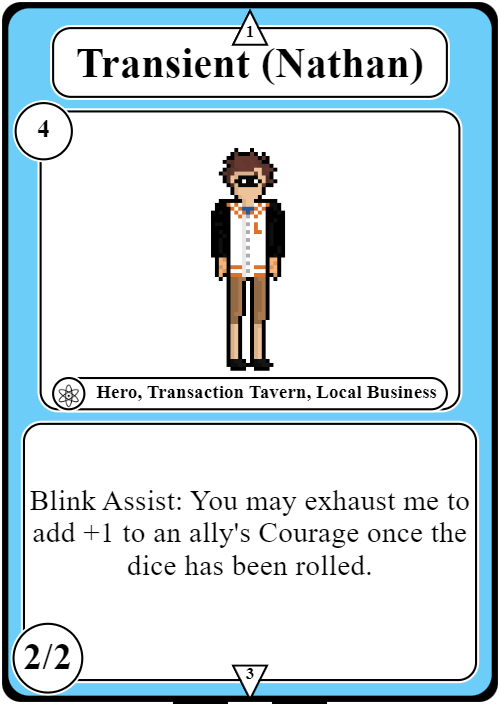 1
Transient (Nathan)
4
L
Hero, Transaction Tavern, Local Business
Blink Assist: You may exhaust me to
add +1 to an ally's Courage once the
dice has been rolled.
2/2
3